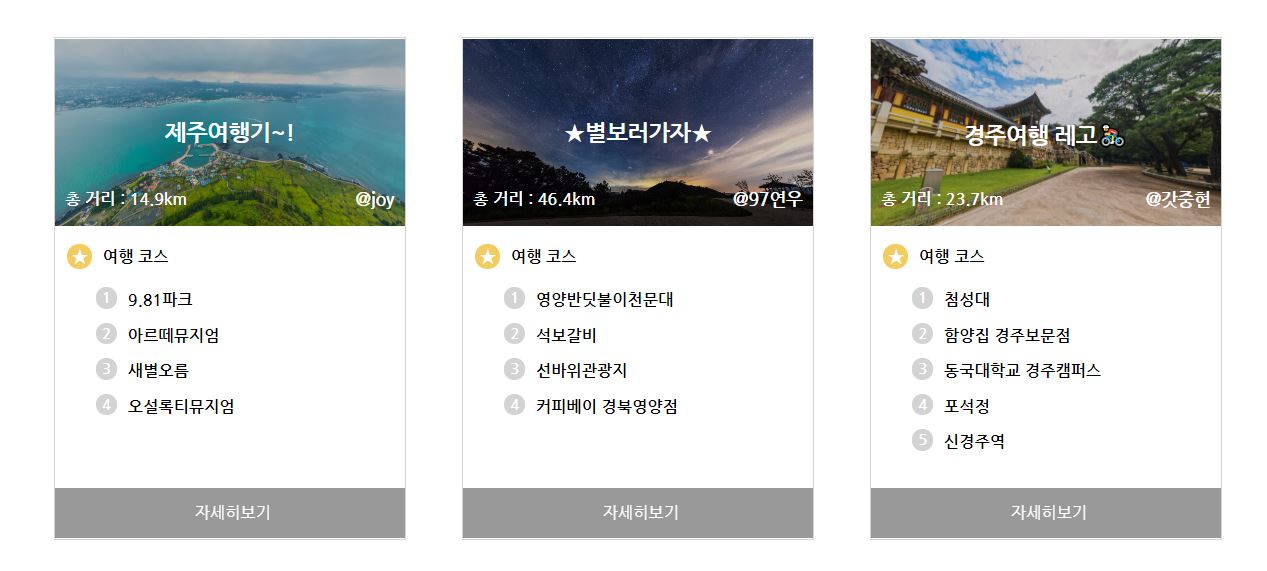 제주여행기~!
총 거리 : 14.9km
@joy
★ 여행 코스
1 9.81파크
2 아르떼뮤지엄
3 새별오름
4 오설록티뮤지엄
자세히보기
★별보러가자★
총 거리 : 46.4km
@97연우
★ 여행 코스
1 영양반딧불이천문대
2 석보갈비
3 선바위관광지
4 커피베이 경북영양점
자세히보기
경주여행 레고🚴
총 거리 : 23.7km
@갓중현
★ 여행 코스
1 첨성대
2 함양집 경주보문점
3 동국대학교 경주캠퍼스
4 포석정
5 신경주역
자세히보기